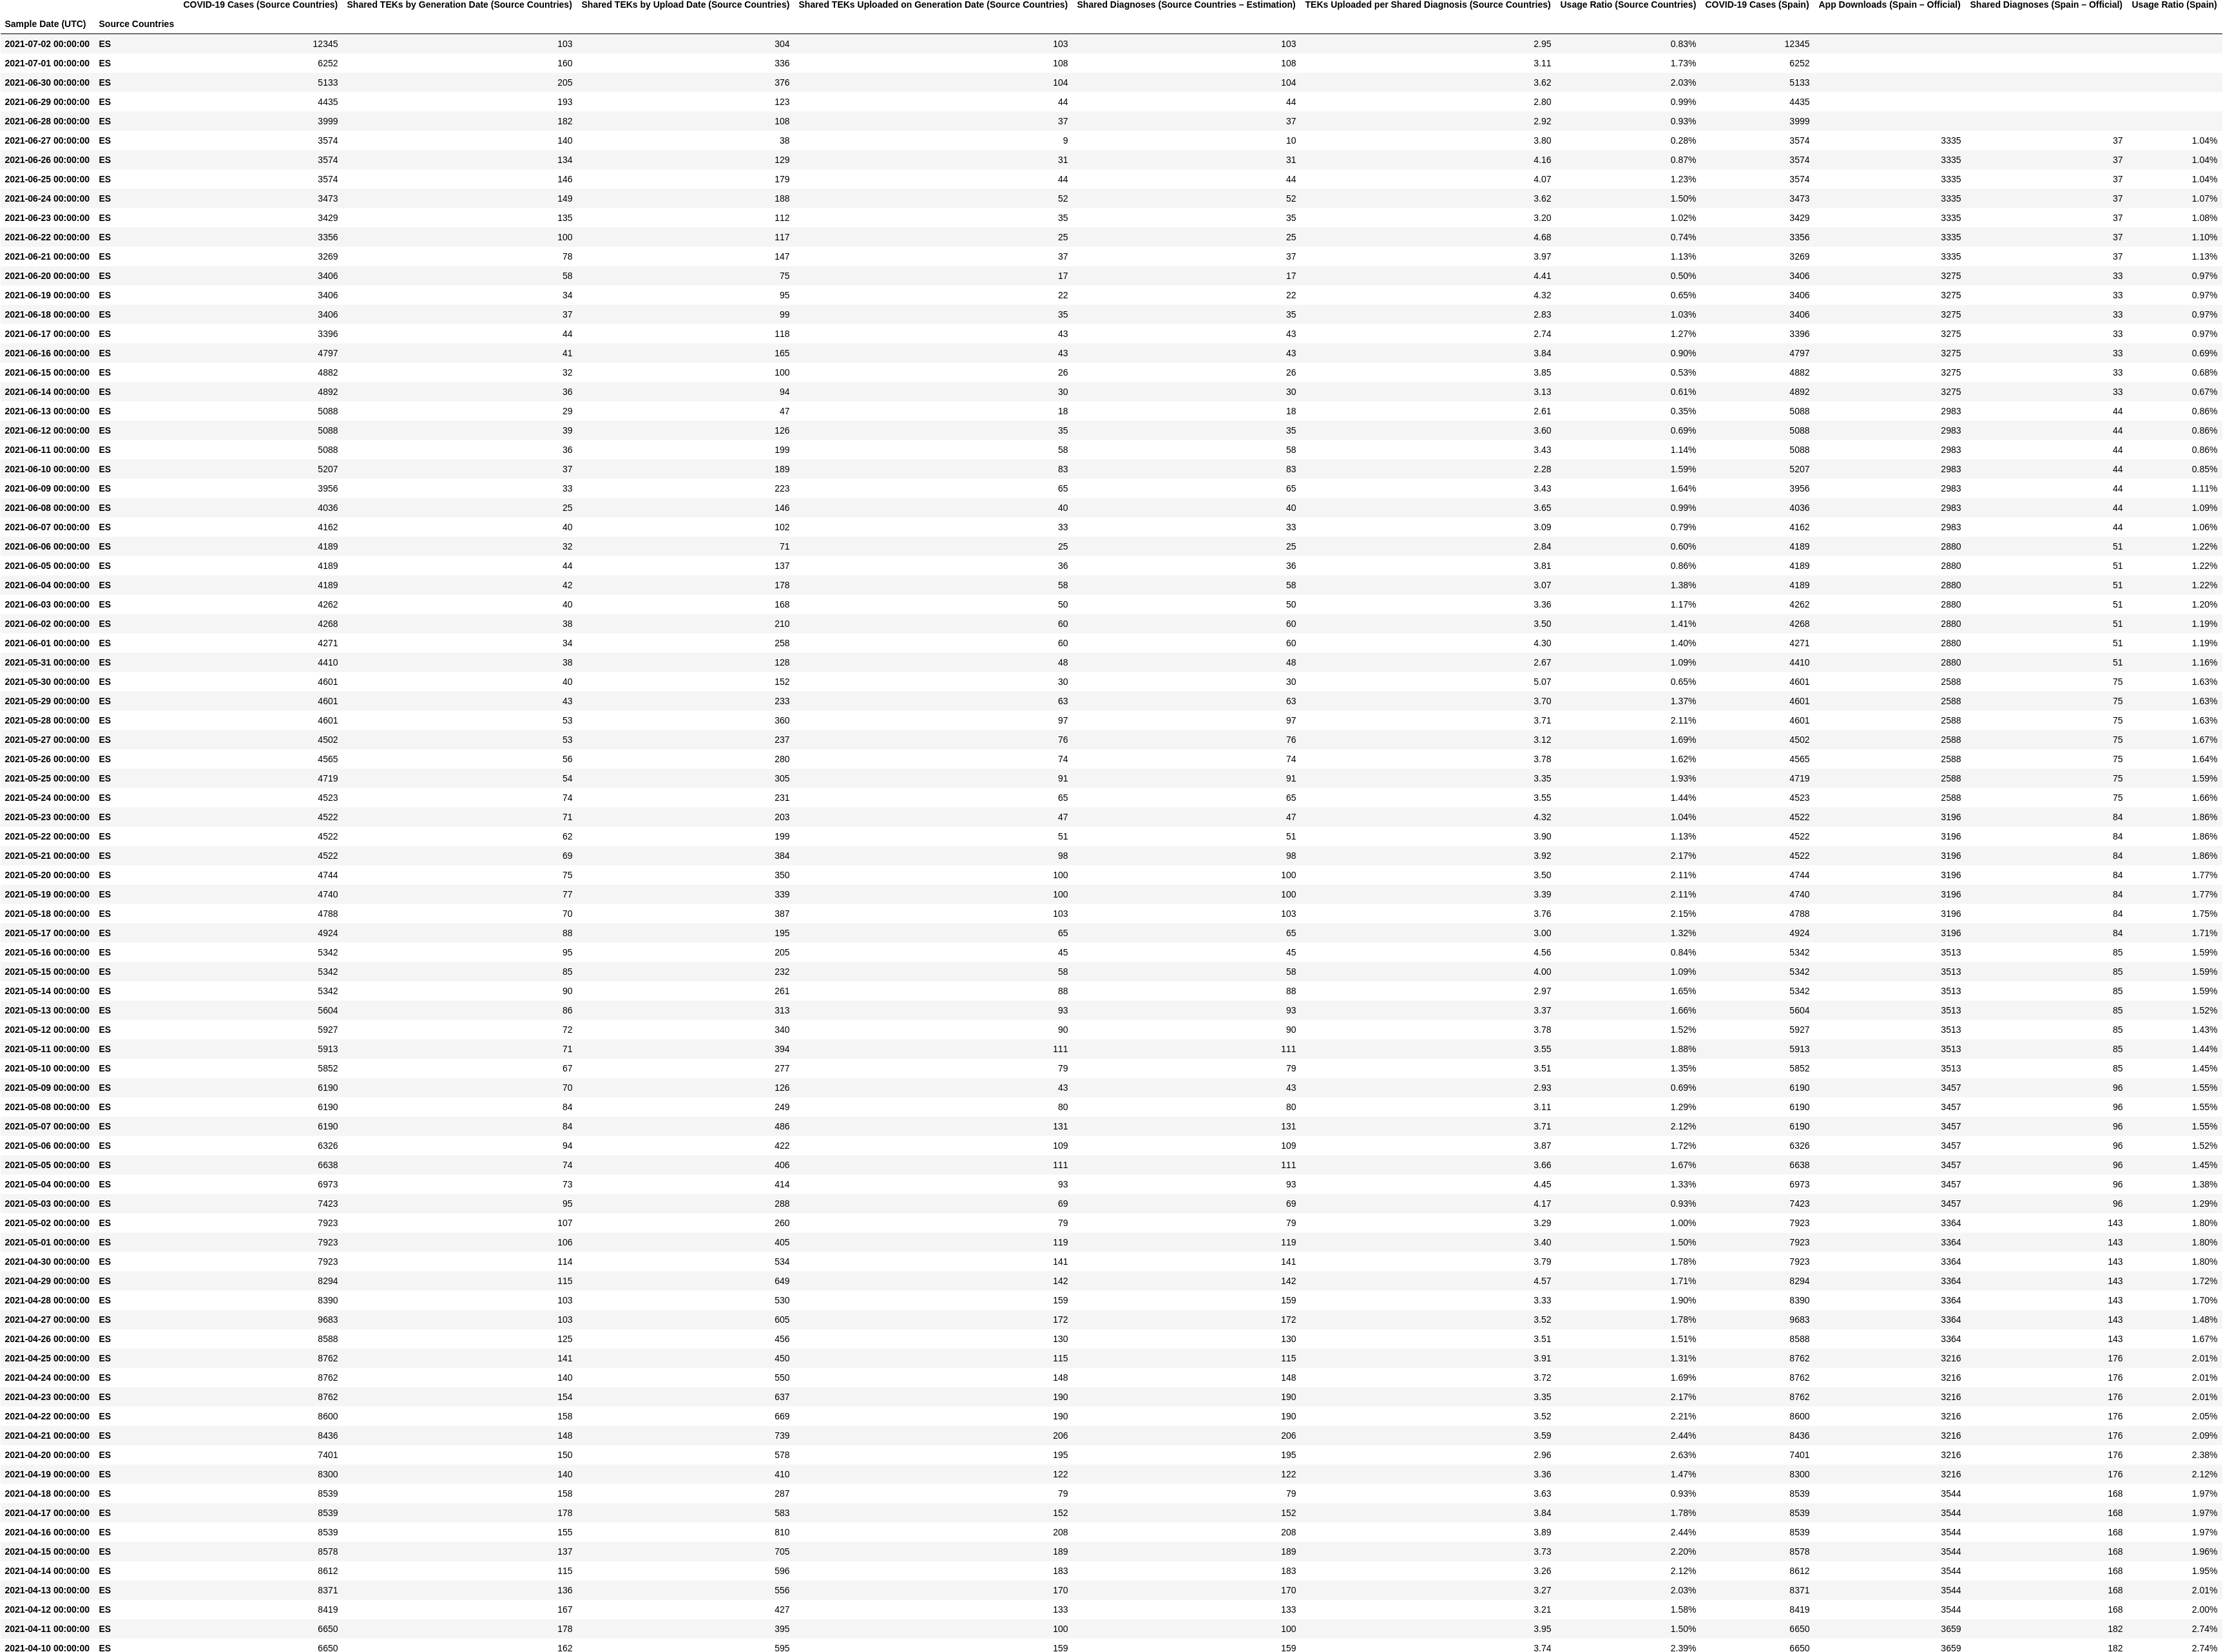 COVID-19 Cases (Source Countries) Shared TEKs by Generation Date (Source Countries) Shared TEKs by Upload Date (Source Countries) Shared TEKs Uploaded on Generation Date (Source Countries) Shared Diagnoses (Source Countries – Estimation) TEKs Uploaded per Shared Diagnosis (Source Countries) Usage Ratio (Source Countries) COVID-19 Cases (Spain) App Downloads (Spain – Official) Shared Diagnoses (Spain – Official) Usage Ratio (Spain)
Sample Date (UTC) Source Countries
2021-07-02 00:00:00 ES 12345 103 304 103 103 2.95 0.83% 12345
2021-07-01 00:00:00 ES 6252 160 336 108 108 3.11 1.73% 6252
2021-06-30 00:00:00 ES 5133 205 376 104 104 3.62 2.03% 5133
2021-06-29 00:00:00 ES 4435 193 123 44 44 2.80 0.99% 4435
2021-06-28 00:00:00 ES 3999 182 108 37 37 2.92 0.93% 3999
2021-06-27 00:00:00 ES 3574 140 38 9 10 3.80 0.28% 3574 3335 37 1.04%
2021-06-26 00:00:00 ES 3574 134 129 31 31 4.16 0.87% 3574 3335 37 1.04%
2021-06-25 00:00:00 ES 3574 146 179 44 44 4.07 1.23% 3574 3335 37 1.04%
2021-06-24 00:00:00 ES 3473 149 188 52 52 3.62 1.50% 3473 3335 37 1.07%
2021-06-23 00:00:00 ES 3429 135 112 35 35 3.20 1.02% 3429 3335 37 1.08%
2021-06-22 00:00:00 ES 3356 100 117 25 25 4.68 0.74% 3356 3335 37 1.10%
2021-06-21 00:00:00 ES 3269 78 147 37 37 3.97 1.13% 3269 3335 37 1.13%
2021-06-20 00:00:00 ES 3406 58 75 17 17 4.41 0.50% 3406 3275 33 0.97%
2021-06-19 00:00:00 ES 3406 34 95 22 22 4.32 0.65% 3406 3275 33 0.97%
2021-06-18 00:00:00 ES 3406 37 99 35 35 2.83 1.03% 3406 3275 33 0.97%
2021-06-17 00:00:00 ES 3396 44 118 43 43 2.74 1.27% 3396 3275 33 0.97%
2021-06-16 00:00:00 ES 4797 41 165 43 43 3.84 0.90% 4797 3275 33 0.69%
2021-06-15 00:00:00 ES 4882 32 100 26 26 3.85 0.53% 4882 3275 33 0.68%
2021-06-14 00:00:00 ES 4892 36 94 30 30 3.13 0.61% 4892 3275 33 0.67%
2021-06-13 00:00:00 ES 5088 29 47 18 18 2.61 0.35% 5088 2983 44 0.86%
2021-06-12 00:00:00 ES 5088 39 126 35 35 3.60 0.69% 5088 2983 44 0.86%
2021-06-11 00:00:00 ES 5088 36 199 58 58 3.43 1.14% 5088 2983 44 0.86%
2021-06-10 00:00:00 ES 5207 37 189 83 83 2.28 1.59% 5207 2983 44 0.85%
2021-06-09 00:00:00 ES 3956 33 223 65 65 3.43 1.64% 3956 2983 44 1.11%
2021-06-08 00:00:00 ES 4036 25 146 40 40 3.65 0.99% 4036 2983 44 1.09%
2021-06-07 00:00:00 ES 4162 40 102 33 33 3.09 0.79% 4162 2983 44 1.06%
2021-06-06 00:00:00 ES 4189 32 71 25 25 2.84 0.60% 4189 2880 51 1.22%
2021-06-05 00:00:00 ES 4189 44 137 36 36 3.81 0.86% 4189 2880 51 1.22%
2021-06-04 00:00:00 ES 4189 42 178 58 58 3.07 1.38% 4189 2880 51 1.22%
2021-06-03 00:00:00 ES 4262 40 168 50 50 3.36 1.17% 4262 2880 51 1.20%
2021-06-02 00:00:00 ES 4268 38 210 60 60 3.50 1.41% 4268 2880 51 1.19%
2021-06-01 00:00:00 ES 4271 34 258 60 60 4.30 1.40% 4271 2880 51 1.19%
2021-05-31 00:00:00 ES 4410 38 128 48 48 2.67 1.09% 4410 2880 51 1.16%
2021-05-30 00:00:00 ES 4601 40 152 30 30 5.07 0.65% 4601 2588 75 1.63%
2021-05-29 00:00:00 ES 4601 43 233 63 63 3.70 1.37% 4601 2588 75 1.63%
2021-05-28 00:00:00 ES 4601 53 360 97 97 3.71 2.11% 4601 2588 75 1.63%
2021-05-27 00:00:00 ES 4502 53 237 76 76 3.12 1.69% 4502 2588 75 1.67%
2021-05-26 00:00:00 ES 4565 56 280 74 74 3.78 1.62% 4565 2588 75 1.64%
2021-05-25 00:00:00 ES 4719 54 305 91 91 3.35 1.93% 4719 2588 75 1.59%
2021-05-24 00:00:00 ES 4523 74 231 65 65 3.55 1.44% 4523 2588 75 1.66%
2021-05-23 00:00:00 ES 4522 71 203 47 47 4.32 1.04% 4522 3196 84 1.86%
2021-05-22 00:00:00 ES 4522 62 199 51 51 3.90 1.13% 4522 3196 84 1.86%
2021-05-21 00:00:00 ES 4522 69 384 98 98 3.92 2.17% 4522 3196 84 1.86%
2021-05-20 00:00:00 ES 4744 75 350 100 100 3.50 2.11% 4744 3196 84 1.77%
2021-05-19 00:00:00 ES 4740 77 339 100 100 3.39 2.11% 4740 3196 84 1.77%
2021-05-18 00:00:00 ES 4788 70 387 103 103 3.76 2.15% 4788 3196 84 1.75%
2021-05-17 00:00:00 ES 4924 88 195 65 65 3.00 1.32% 4924 3196 84 1.71%
2021-05-16 00:00:00 ES 5342 95 205 45 45 4.56 0.84% 5342 3513 85 1.59%
2021-05-15 00:00:00 ES 5342 85 232 58 58 4.00 1.09% 5342 3513 85 1.59%
2021-05-14 00:00:00 ES 5342 90 261 88 88 2.97 1.65% 5342 3513 85 1.59%
2021-05-13 00:00:00 ES 5604 86 313 93 93 3.37 1.66% 5604 3513 85 1.52%
2021-05-12 00:00:00 ES 5927 72 340 90 90 3.78 1.52% 5927 3513 85 1.43%
2021-05-11 00:00:00 ES 5913 71 394 111 111 3.55 1.88% 5913 3513 85 1.44%
2021-05-10 00:00:00 ES 5852 67 277 79 79 3.51 1.35% 5852 3513 85 1.45%
2021-05-09 00:00:00 ES 6190 70 126 43 43 2.93 0.69% 6190 3457 96 1.55%
2021-05-08 00:00:00 ES 6190 84 249 80 80 3.11 1.29% 6190 3457 96 1.55%
2021-05-07 00:00:00 ES 6190 84 486 131 131 3.71 2.12% 6190 3457 96 1.55%
2021-05-06 00:00:00 ES 6326 94 422 109 109 3.87 1.72% 6326 3457 96 1.52%
2021-05-05 00:00:00 ES 6638 74 406 111 111 3.66 1.67% 6638 3457 96 1.45%
2021-05-04 00:00:00 ES 6973 73 414 93 93 4.45 1.33% 6973 3457 96 1.38%
2021-05-03 00:00:00 ES 7423 95 288 69 69 4.17 0.93% 7423 3457 96 1.29%
2021-05-02 00:00:00 ES 7923 107 260 79 79 3.29 1.00% 7923 3364 143 1.80%
2021-05-01 00:00:00 ES 7923 106 405 119 119 3.40 1.50% 7923 3364 143 1.80%
2021-04-30 00:00:00 ES 7923 114 534 141 141 3.79 1.78% 7923 3364 143 1.80%
2021-04-29 00:00:00 ES 8294 115 649 142 142 4.57 1.71% 8294 3364 143 1.72%
2021-04-28 00:00:00 ES 8390 103 530 159 159 3.33 1.90% 8390 3364 143 1.70%
2021-04-27 00:00:00 ES 9683 103 605 172 172 3.52 1.78% 9683 3364 143 1.48%
2021-04-26 00:00:00 ES 8588 125 456 130 130 3.51 1.51% 8588 3364 143 1.67%
2021-04-25 00:00:00 ES 8762 141 450 115 115 3.91 1.31% 8762 3216 176 2.01%
2021-04-24 00:00:00 ES 8762 140 550 148 148 3.72 1.69% 8762 3216 176 2.01%
2021-04-23 00:00:00 ES 8762 154 637 190 190 3.35 2.17% 8762 3216 176 2.01%
2021-04-22 00:00:00 ES 8600 158 669 190 190 3.52 2.21% 8600 3216 176 2.05%
2021-04-21 00:00:00 ES 8436 148 739 206 206 3.59 2.44% 8436 3216 176 2.09%
2021-04-20 00:00:00 ES 7401 150 578 195 195 2.96 2.63% 7401 3216 176 2.38%
2021-04-19 00:00:00 ES 8300 140 410 122 122 3.36 1.47% 8300 3216 176 2.12%
2021-04-18 00:00:00 ES 8539 158 287 79 79 3.63 0.93% 8539 3544 168 1.97%
2021-04-17 00:00:00 ES 8539 178 583 152 152 3.84 1.78% 8539 3544 168 1.97%
2021-04-16 00:00:00 ES 8539 155 810 208 208 3.89 2.44% 8539 3544 168 1.97%
2021-04-15 00:00:00 ES 8578 137 705 189 189 3.73 2.20% 8578 3544 168 1.96%
2021-04-14 00:00:00 ES 8612 115 596 183 183 3.26 2.12% 8612 3544 168 1.95%
2021-04-13 00:00:00 ES 8371 136 556 170 170 3.27 2.03% 8371 3544 168 2.01%
2021-04-12 00:00:00 ES 8419 167 427 133 133 3.21 1.58% 8419 3544 168 2.00%
2021-04-11 00:00:00 ES 6650 178 395 100 100 3.95 1.50% 6650 3659 182 2.74%
2021-04-10 00:00:00 ES 6650 162 595 159 159 3.74 2.39% 6650 3659 182 2.74%